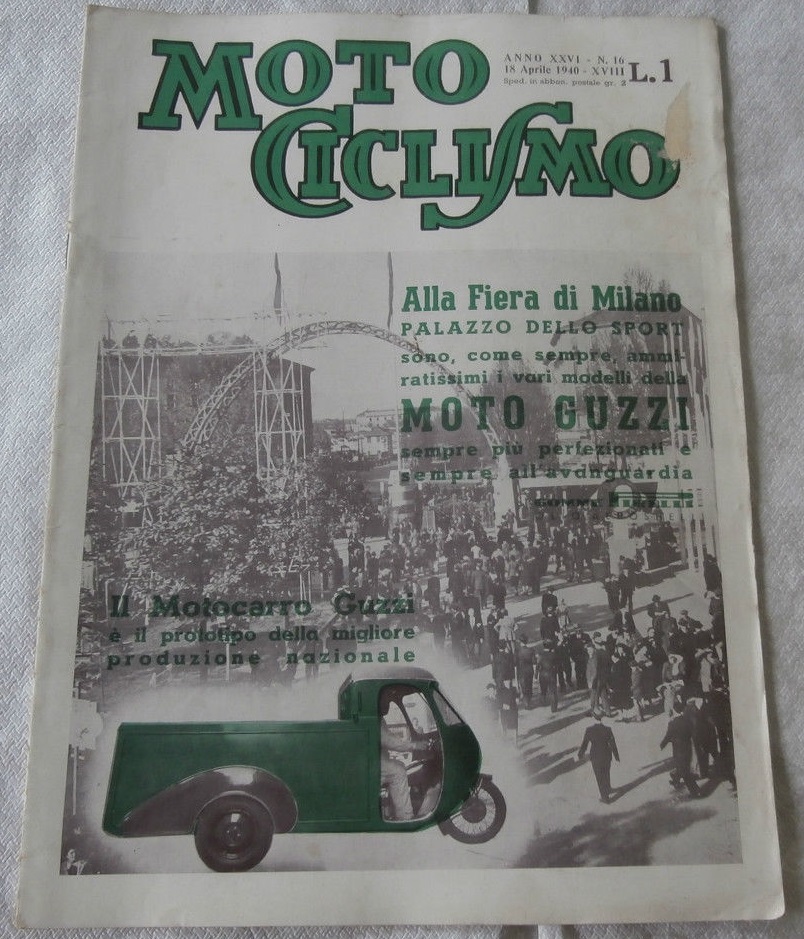 MOTO
CICLISMO
ANNO XXVI - N. 16
18 Aprile 1940 - XVIII
Sped. in abbon. postale gr. 2
L.1
Alla Fiera di Milano
PALAZZO DELLO SPORT
sono, come sempre, ammi-
ratissimi i vari modelli della
MOTO GUZZI
sempre più perfezionati e
sempre all'avanguardia
GOMME PIRELLI
Il Motocarro Guzzi
è il prototipo della migliore
produzione nazionale